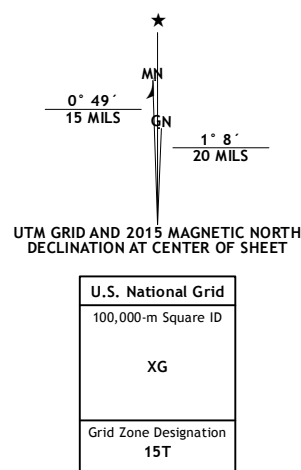 ★
MN
0° 49´
15 MILS
GN
1° 8´
20 MILS
UTM GRID AND 2015 MAGNETIC NORTH
DECLINATION AT CENTER OF SHEET
U.S. National Grid
100,000-m Square ID
XG
Grid Zone Designation
15T